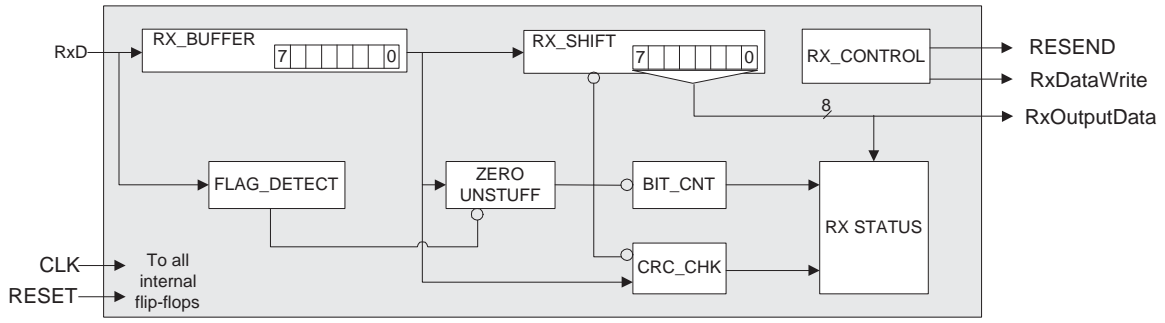 RxD
RX_BUFFER
7 0
RX_SHIFT
7 0
RX_CONTROL
RESEND
RxDataWrite
8
RxOutputData
FLAG_DETECT
ZERO
UNSTUFF
BIT_CNT
RX STATUS
CRC_CHK
CLK
RESET
To all
internal
flip-flops